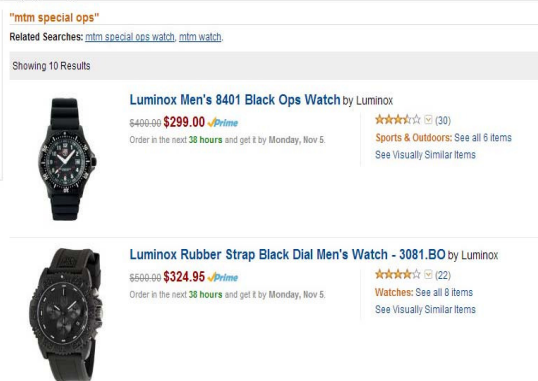 "mtm special ops"
Related Searches: mtm special ops watch, mtm watch.
Showing 10 Results
Luminox Men's 8401 Black Ops Watch by Luminox
$400.00 $299.00 Prime
Order in the next 38 hours and get it by Monday, Nov 5.
(30)
Sports & Outdoors: See all 6 items
See Visually Similar Items
Luminox Rubber Strap Black Dial Men's Watch - 3081.BO by Luminox
$500.00 $324.95 Prime
Order in the next 38 hours and get it by Monday, Nov 5.
(22)
Watches: See all 8 items
See Visually Similar Items